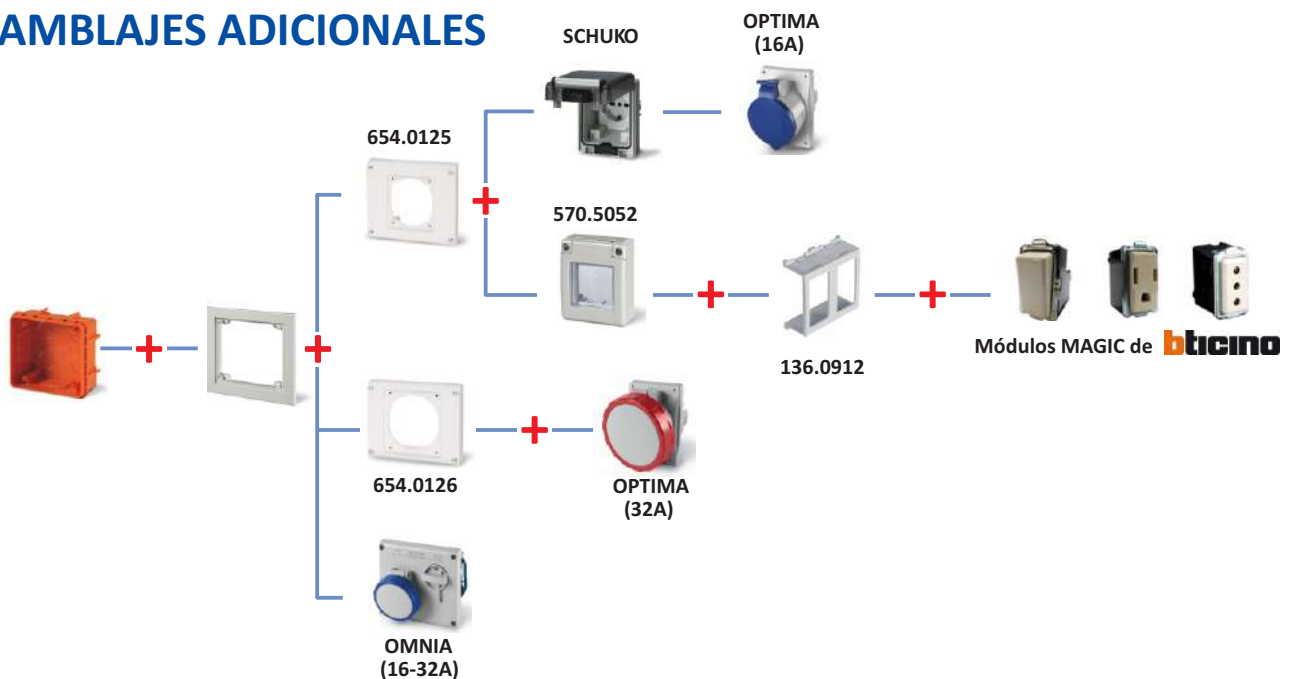 AMBLAJES ADICIONALES
SCHUKO
OPTIMA
(16A)
654.0125
570.5052
136.0912
Módulos MAGIC de bticino
654.0126
OPTIMA
(32A)
OMNIA
(16-32A)